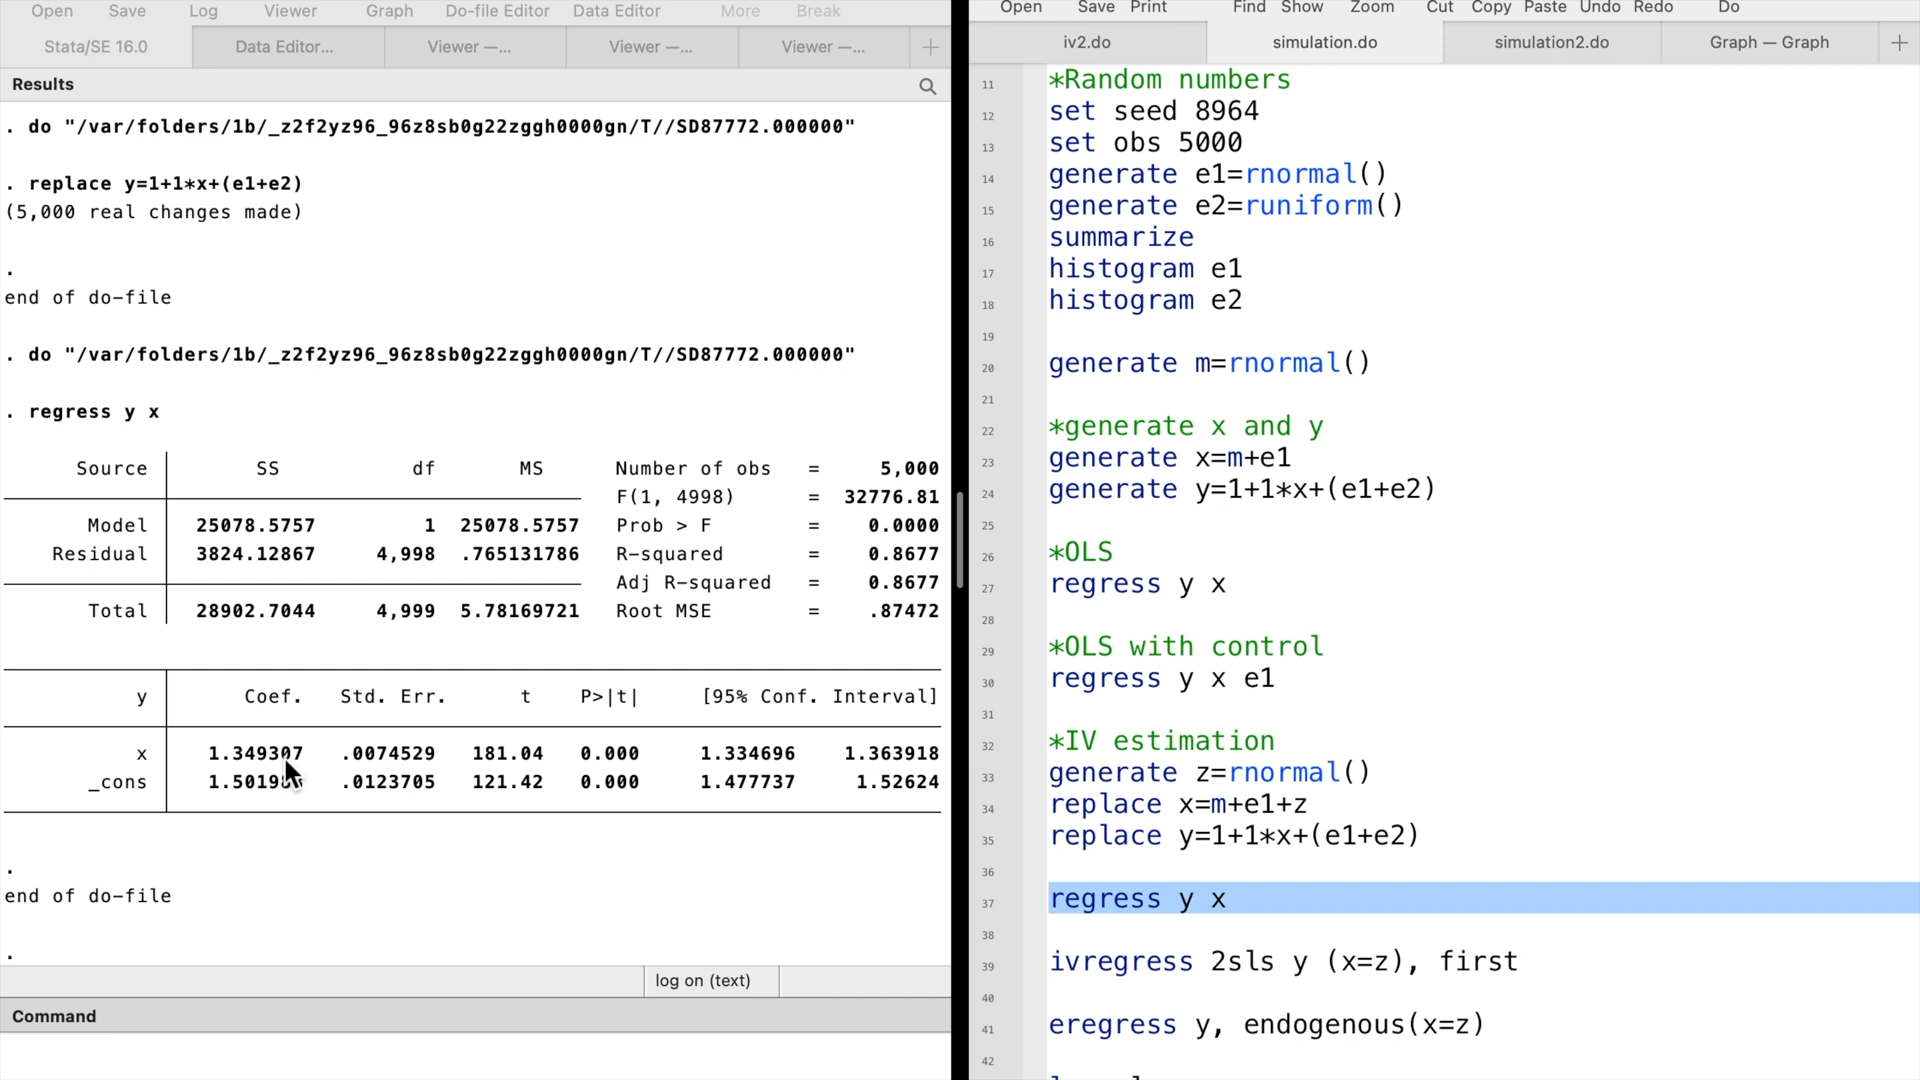 Open Save Log Viewer Graph Do-file Editor Data Editor More Break
Stata/SE 16.0 Data Editor... Viewer —... Viewer —... Viewer —... +
Results
. do "/var/folders/1b/_z2f2yz96_96z8sb0g22zggh0000gn/T//SD87772.000000"
. replace y=1+1*x+(e1+e2)
(5,000 real changes made)
.
end of do-file
. do "/var/folders/1b/_z2f2yz96_96z8sb0g22zggh0000gn/T//SD87772.000000"
. regress y x
Source SS df MS Number of obs = 5,000
F(1, 4998) = 32776.81
Model 25078.5757 1 25078.5757 Prob > F = 0.0000
Residual 3824.12867 4,998 .765131786 R-squared = 0.8677
Adj R-squared = 0.8677
Total 28902.7044 4,999 5.78169721 Root MSE = .87472
y Coef. Std. Err. t P>|t| [95% Conf. Interval]
x 1.349307 .0074529 181.04 0.000 1.334696 1.363918
_cons .0123705 121.42 0.000 1.477737 1.52624
.
end of do-file
.
log on (text)
Command
Open Save Print Find Show Zoom Cut Copy Paste Undo Redo Do
iv2.do simulation.do simulation2.do Graph — Graph +
11 *Random numbers
12 set seed 8964
13 set obs 5000
14 generate e1=rnormal()
15 generate e2=runiform()
16 summarize
17 histogram e1
18 histogram e2
19
20 generate m=rnormal()
21
22 *generate x and y
23 generate x=m+e1
24 generate y=1+1*x+(e1+e2)
25
26 *OLS
27 regress y x
28
29 *OLS with control
30 regress y x e1
31
32 *IV estimation
33 generate z=rnormal()
34 replace x=m+e1+z
35 replace y=1+1*x+(e1+e2)
36
37 regress y x
38
39 ivregress 2sls y (x=z), first
40
41 eregress y, endogenous(x=z)
42